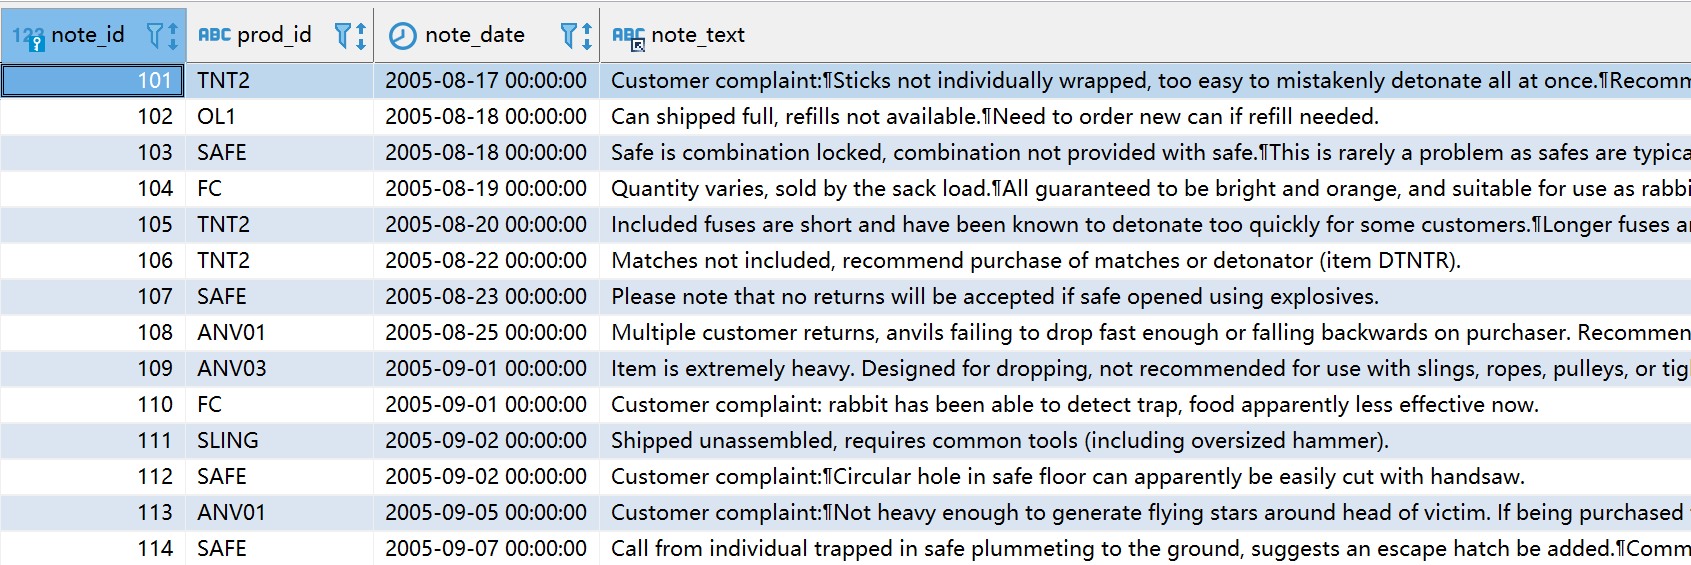 123 note_id ABC prod_id note_date ABC note_text
101 TNT2 2005-08-17 00:00:00 Customer complaint:¶Sticks not individually wrapped, too easy to mistakenly detonate all at once.¶Recomm
102 OL1 2005-08-18 00:00:00 Can shipped full, refills not available.¶Need to order new can if refill needed.
103 SAFE 2005-08-18 00:00:00 Safe is combination locked, combination not provided with safe.¶This is rarely a problem as safes are typica
104 FC 2005-08-19 00:00:00 Quantity varies, sold by the sack load.¶All guaranteed to be bright and orange, and suitable for use as rabbi
105 TNT2 2005-08-20 00:00:00 Included fuses are short and have been known to detonate too quickly for some customers.¶Longer fuses a
106 TNT2 2005-08-22 00:00:00 Matches not included, recommend purchase of matches or detonator (item DTNTR).
107 SAFE 2005-08-23 00:00:00 Please note that no returns will be accepted if safe opened using explosives.
108 ANV01 2005-08-25 00:00:00 Multiple customer returns, anvils failing to drop fast enough or falling backwards on purchaser. Recommen
109 ANV03 2005-09-01 00:00:00 Item is extremely heavy. Designed for dropping, not recommended for use with slings, ropes, pulleys, or tig
110 FC 2005-09-01 00:00:00 Customer complaint: rabbit has been able to detect trap, food apparently less effective now.
111 SLING 2005-09-02 00:00:00 Shipped unassembled, requires common tools (including oversized hammer).
112 SAFE 2005-09-02 00:00:00 Customer complaint:¶Circular hole in safe floor can apparently be easily cut with handsaw.
113 ANV01 2005-09-05 00:00:00 Customer complaint:¶Not heavy enough to generate flying stars around head of victim. If being purchased
114 SAFE 2005-09-07 00:00:00 Call from individual trapped in safe plummeting to the ground, suggests an escape hatch be added.¶Comm